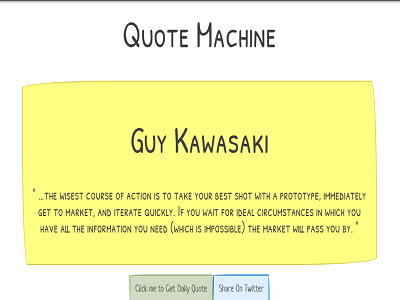 Quote Machine
Guy Kawasaki
" ...the wisest course of action is to take your best shot with a prototype, immediately
get to market, and iterate quickly. If you wait for ideal circumstances in which you
have all the information you need (which is impossible) the market will pass you by. "
Click me to Get Daily Quote
Share On Twitter